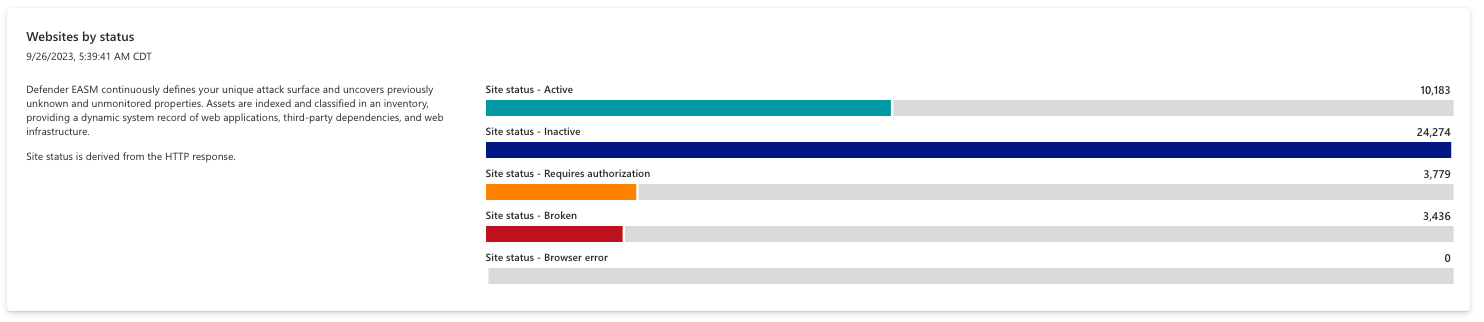 Websites by status
9/26/2023, 5:39:41 AM CDT
Defender EASM continuously defines your unique attack surface and uncovers previously
unknown and unmonitored properties. Assets are indexed and classified in an inventory,
providing a dynamic system record of web applications, third-party dependencies, and web
infrastructure.
Site status is derived from the HTTP response.
Site status - Active 10,183
Site status - Inactive 24,274
Site status - Requires authorization 3,779
Site status - Broken 3,436
Site status - Browser error 0